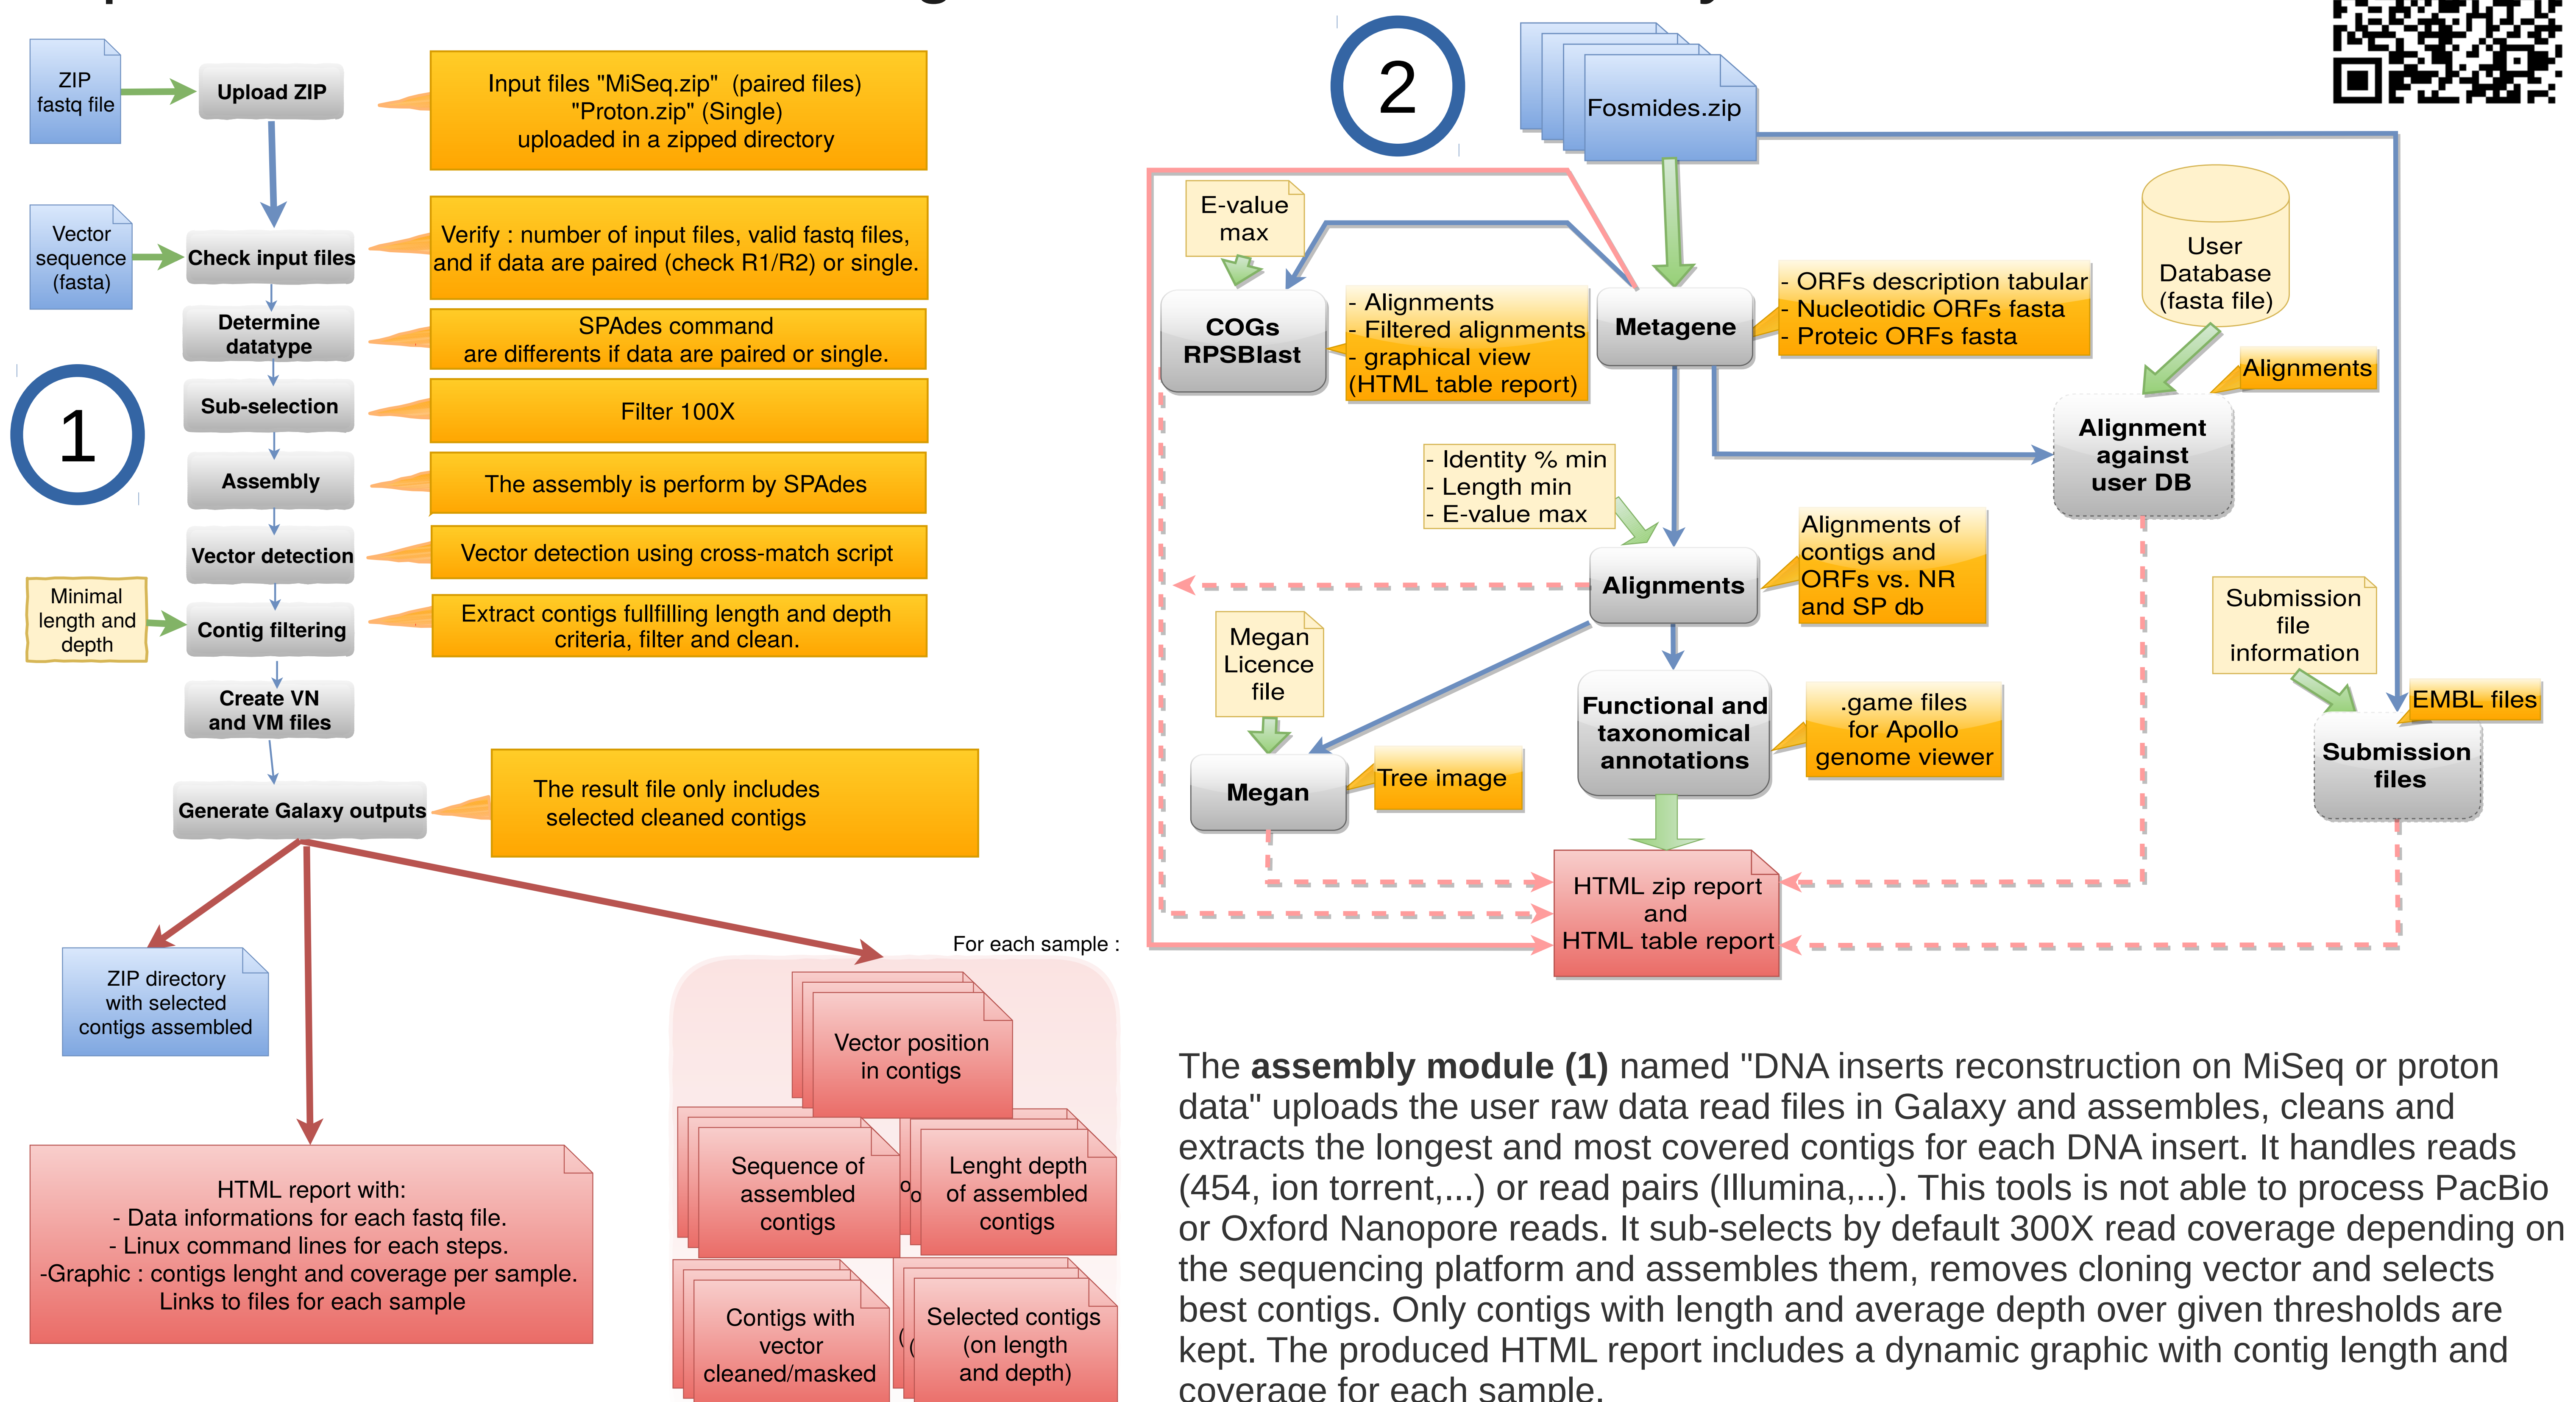 ZIP
fastq file
Upload ZIP
Input files "MiSeq.zip" (paired files)
"Proton.zip" (Single)
uploaded in a zipped directory
Vector
sequence
(fasta)
Check input files
Verify : number of input files, valid fastq files,
and if data are paired (check R1/R2) or single.
Determine
datatype
SPAdes command
are differents if data are paired or single.
1
Sub-selection
Filter 100X
Assembly
The assembly is perform by SPAdes
Vector detection
Vector detection using cross-match script
Minimal
length and
depth
Contig filtering
Extract contigs fullfilling length and depth
criteria, filter and clean.
Create VN
and VM files
Generate Galaxy outputs
The result file only includes
selected cleaned contigs
ZIP directory
with selected
contigs assembled
HTML report with:
- Data informations for each fastq file.
- Linux command lines for each steps.
-Graphic : contigs lenght and coverage per sample.
Links to files for each sample
For each sample :
Vector position
in contigs
Sequence of
assembled
contigs
Lenght depth
of assembled
contigs
Contigs with
vector
cleaned/masked
Selected contigs
(on length
and depth)
2
Fosmides.zip
E-value
max
COGs
RPSBlast
- Alignments
- Filtered alignments
- graphical view
(HTML table report)
Metagene
- ORFs description tabular
- Nucleotidic ORFs fasta
- Proteic ORFs fasta
User
Database
(fasta file)
Alignments
Alignment
against
user DB
- Identity % min
- Length min
- E-value max
Alignments
Alignments of
contigs and
ORFs vs. NR
and SP db
Megan
Licence
file
Megan
Tree image
Functional and
taxonomical
annotations
.game files
for Apollo
genome viewer
Submission
file
information
EMBL files
Submission
files
HTML zip report
and
HTML table report
The assembly module (1) named "DNA inserts reconstruction on MiSeq or proton
data" uploads the user raw data read files in Galaxy and assembles, cleans and
extracts the longest and most covered contigs for each DNA insert. It handles reads
(454, ion torrent,...) or read pairs (Illumina,...). This tools is not able to process PacBio
or Oxford Nanopore reads. It sub-selects by default 300X read coverage depending on
the sequencing platform and assembles them, removes cloning vector and selects
best contigs. Only contigs with length and average depth over given thresholds are
kept. The produced HTML report includes a dynamic graphic with contig length and
coverage for each sample.